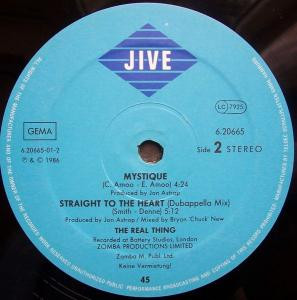 JIVE
LC 7925
GEMA
6.20665-01-2
℗ & © 1986
6.20665
Side 2 STEREO
MYSTIQUE
(C. Amoo - E. Amoo) 4:24
Produced by Jon Astrop
STRAIGHT TO THE HEART (Dubappella Mix)
(Smith - Denne) 5:12
Produced by Jon Astrop / Mixed by Bryon 'Chuck' New
THE REAL THING
Recorded at Battery Studios, London
ZOMBA PRODUCTIONS LIMITED
Zomba M. Publ. Ltd.
Keine Vermietung!
45